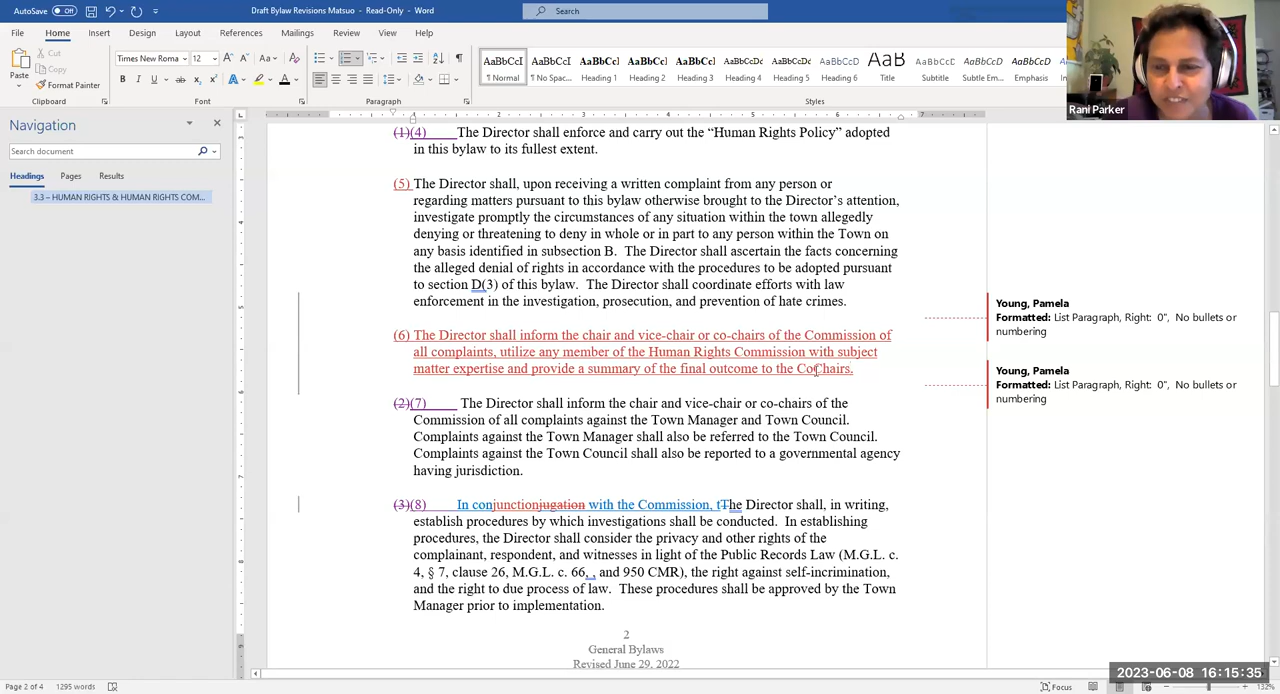 AutoSave Off Draft Bylaw Revisions Matsuo - Read-Only - Word Search
File Home Insert Design Layout References Mailings Review View Help
Paste Cut Copy Format Painter
Times New Roma 12
B I U
AaBbCcI AaBbCcI AaBbCc AaBbCc AaBbCc AaBbCcDc AaBbCcDc AaBbCcD AaB AaBbCcD AaBbCcD AaBbCcD
¶ Normal ¶ No Spac... Heading 1 Heading 2 Heading 3 Heading 4 Heading 5 Heading 6 Title Subtitle Subtle Em... Emphasis
Clipboard Font Paragraph Styles
Rani Parker
Navigation
Search document
Headings Pages Results
3.3 – HUMAN RIGHTS & HUMAN RIGHTS COM...
(1)(4) The Director shall enforce and carry out the “Human Rights Policy” adopted
in this bylaw to its fullest extent.
(5) The Director shall, upon receiving a written complaint from any person or
regarding matters pursuant to this bylaw otherwise brought to the Director’s attention,
investigate promptly the circumstances of any situation within the town allegedly
denying or threatening to deny in whole or in part to any person within the Town on
any basis identified in subsection B. The Director shall ascertain the facts concerning
the alleged denial of rights in accordance with the procedures to be adopted pursuant
to section D(3) of this bylaw. The Director shall coordinate efforts with law
enforcement in the investigation, prosecution, and prevention of hate crimes.
(6) The Director shall inform the chair and vice-chair or co-chairs of the Commission of
all complaints, utilize any member of the Human Rights Commission with subject
matter expertise and provide a summary of the final outcome to the CoChairs.
(2)(7) The Director shall inform the chair and vice-chair or co-chairs of the
Commission of all complaints against the Town Manager and Town Council.
Complaints against the Town Manager shall also be referred to the Town Council.
Complaints against the Town Council shall also be reported to a governmental agency
having jurisdiction.
(3)(8) In conjunctionjugation with the Commission, tThe Director shall, in writing,
establish procedures by which investigations shall be conducted. In establishing
procedures, the Director shall consider the privacy and other rights of the
complainant, respondent, and witnesses in light of the Public Records Law (M.G.L. c.
4, § 7, clause 26, M.G.L. c. 66, , and 950 CMR), the right against self-incrimination,
and the right to due process of law. These procedures shall be approved by the Town
Manager prior to implementation.
2
General Bylaws
Revised June 29, 2022
Young, Pamela
Formatted: List Paragraph, Right: 0", No bullets or
numbering
Young, Pamela
Formatted: List Paragraph, Right: 0", No bullets or
numbering
2023-06-08 16:15:35
Page 2 of 4 1295 words Focus 132%